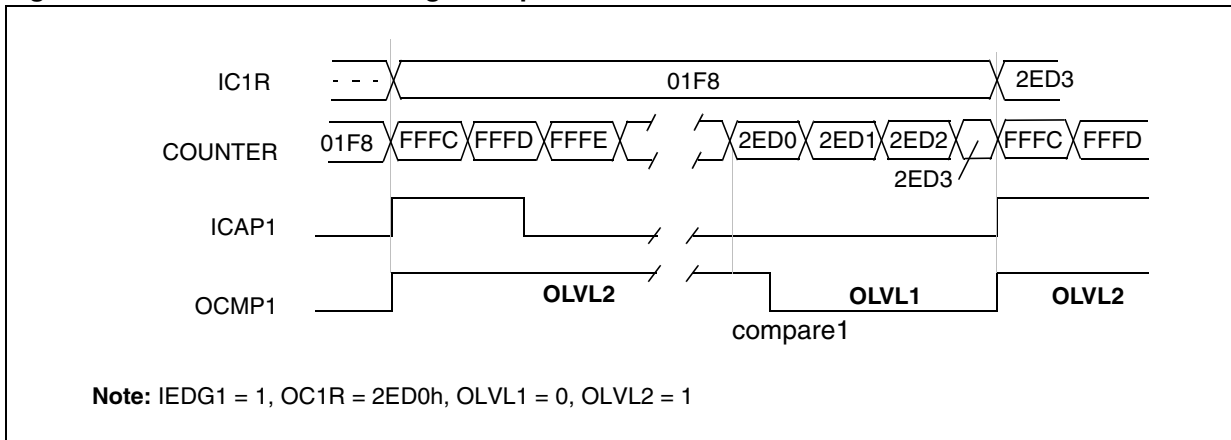 IC1R - - - 01F8 2ED3
COUNTER 01F8 FFFC FFFD FFFE 2ED0 2ED1 2ED2 FFFC FFFD
2ED3
ICAP1
OCMP1 OLVL2 OLVL1 OLVL2
compare1
Note: IEDG1 = 1, OC1R = 2ED0h, OLVL1 = 0, OLVL2 = 1